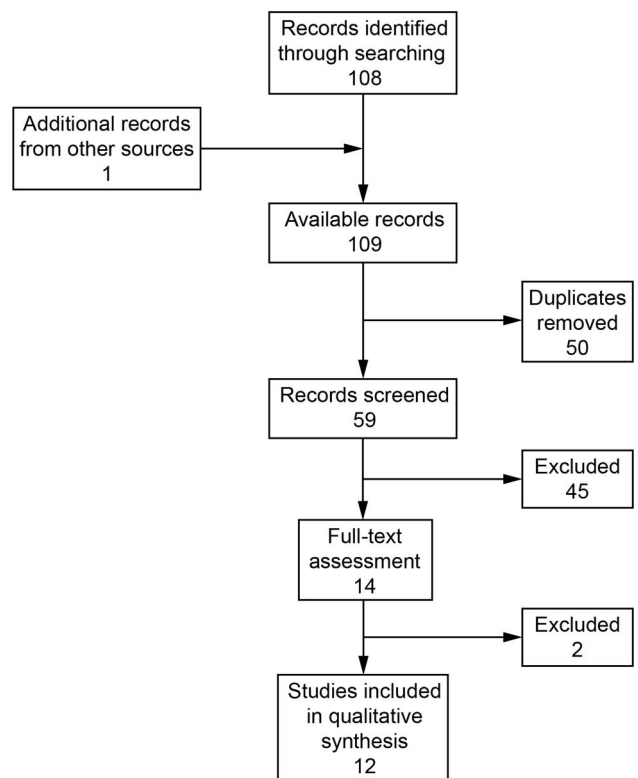 Records identified
through searching
108
Additional records
from other sources
1
Available records
109
Duplicates
removed
50
Records screened
59
Excluded
45
Full-text
assessment
14
Excluded
2
Studies included
in qualitative
synthesis
12